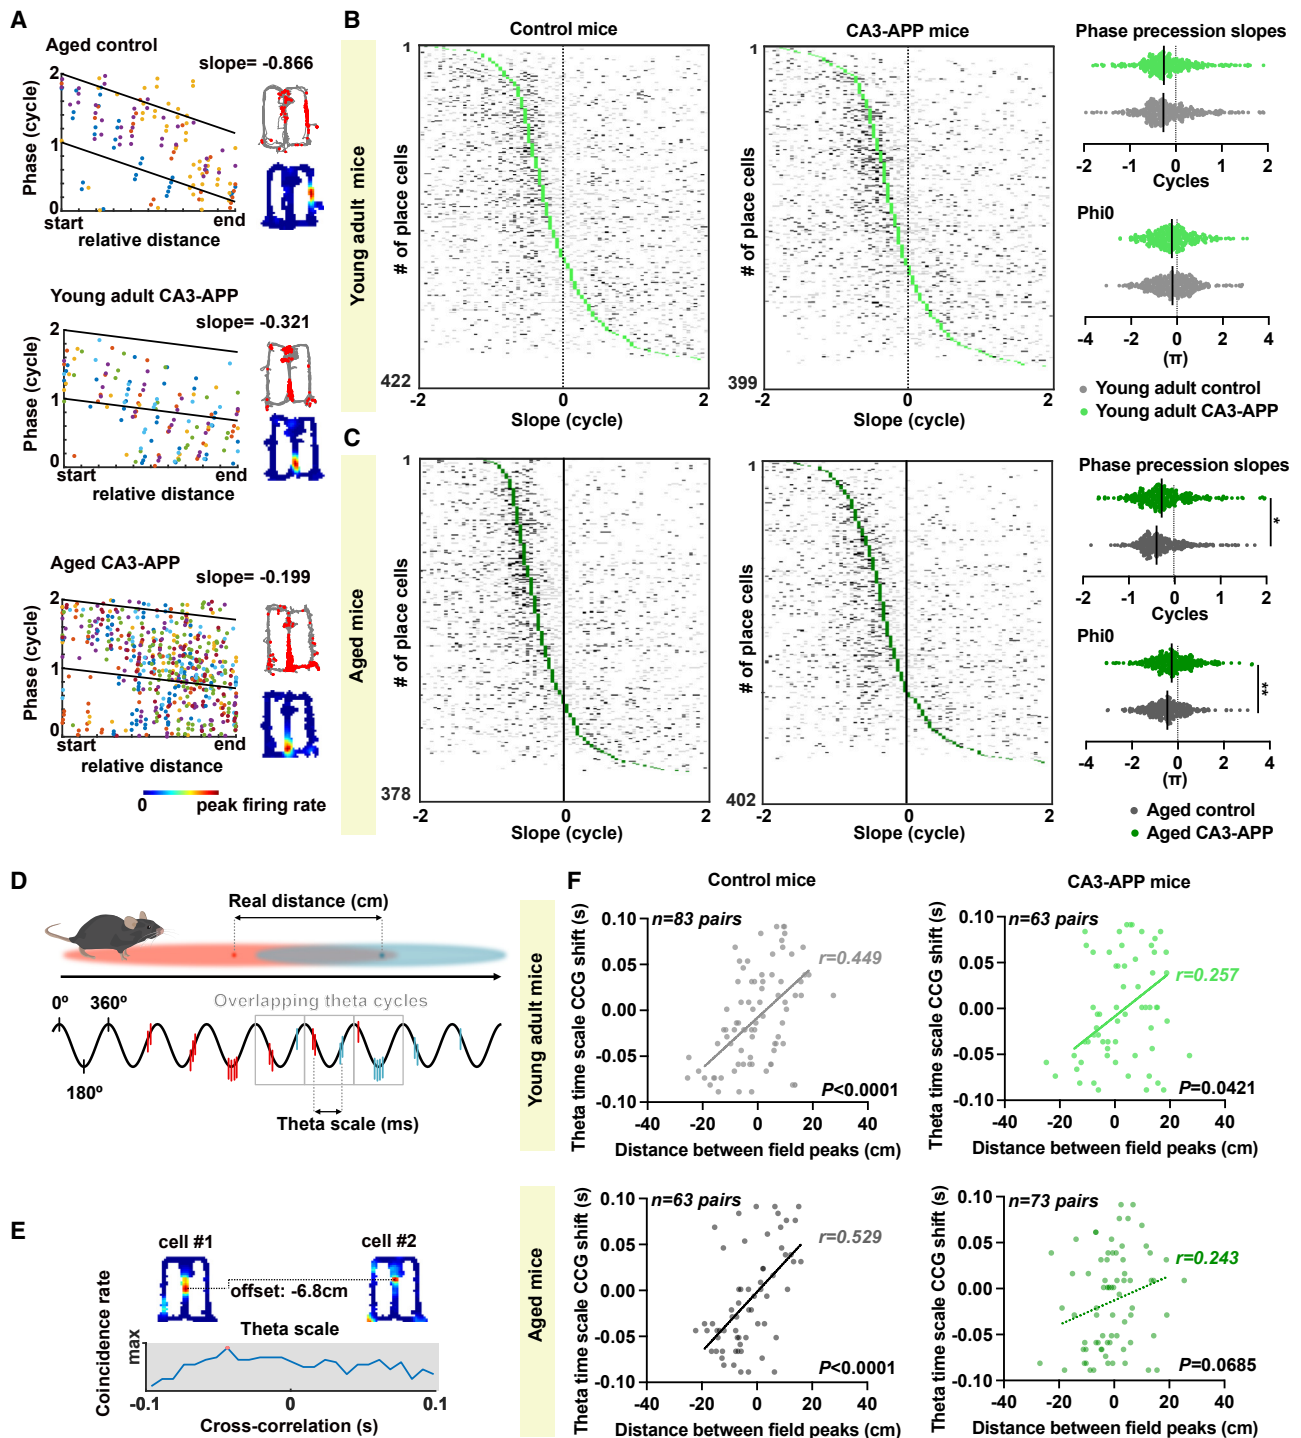 A
Aged control
slope= -0.866
Phase (cycle)
2
1
0
start
end
relative distance
Young adult CA3-APP
slope= -0.321
Phase (cycle)
2
1
0
start
end
relative distance
Aged CA3-APP
slope= -0.199
Phase (cycle)
2
1
0
start
end
relative distance
0
peak firing rate
B
Young adult mice
Control mice
# of place cells
1
422
-2
0
2
Slope (cycle)
CA3-APP mice
# of place cells
1
399
-2
0
2
Slope (cycle)
Phase precession slopes
-2 -1 0 1 2
Cycles
Phi0
-4 -2 0 2 4
(π)
Young adult control
Young adult CA3-APP
C
Aged mice
# of place cells
1
378
-2
0
2
Slope (cycle)
# of place cells
1
402
-2
0
2
Slope (cycle)
Phase precession slopes
*
-2 -1 0 1 2
Cycles
Phi0
**
-4 -2 0 2 4
(π)
Aged control
Aged CA3-APP
D
Real distance (cm)
0º 360º
Overlapping theta cycles
180º
Theta scale (ms)
E
cell #1
cell #2
offset: -6.8cm
Theta scale
Coincidence rate
max
-0.1
0
0.1
Cross-correlation (s)
F
Young adult mice
Control mice
Theta time scale CCG shift (s)
0.10
0.05
0.00
-0.05
-0.10
n=83 pairs
r=0.449
P<0.0001
-40 -20 0 20 40
Distance between field peaks (cm)
CA3-APP mice
Theta time scale CCG shift (s)
0.10
0.05
0.00
-0.05
-0.10
n=63 pairs
r=0.257
P=0.0421
-40 -20 0 20 40
Distance between field peaks (cm)
Aged mice
Theta time scale CCG shift (s)
0.10
0.05
0.00
-0.05
-0.10
n=63 pairs
r=0.529
P<0.0001
-40 -20 0 20 40
Distance between field peaks (cm)
Theta time scale CCG shift (s)
0.10
0.05
0.00
-0.05
-0.10
n=73 pairs
r=0.243
P=0.0685
-40 -20 0 20 40
Distance between field peaks (cm)